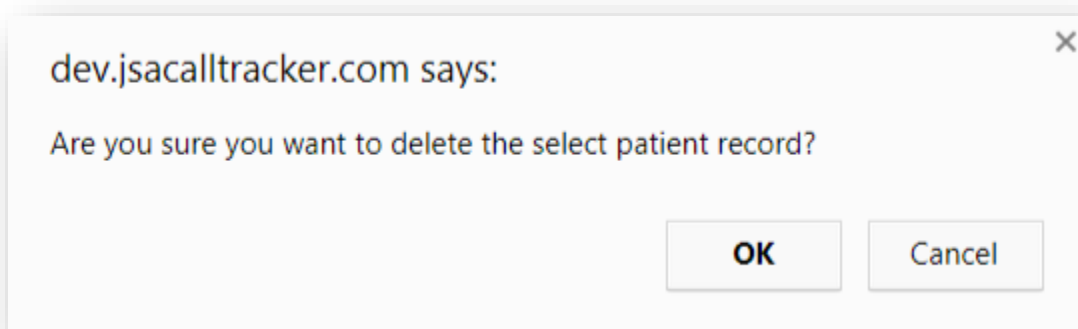 dev.jsacalltracker.com says:
Are you sure you want to delete the select patient record?
OK Cancel